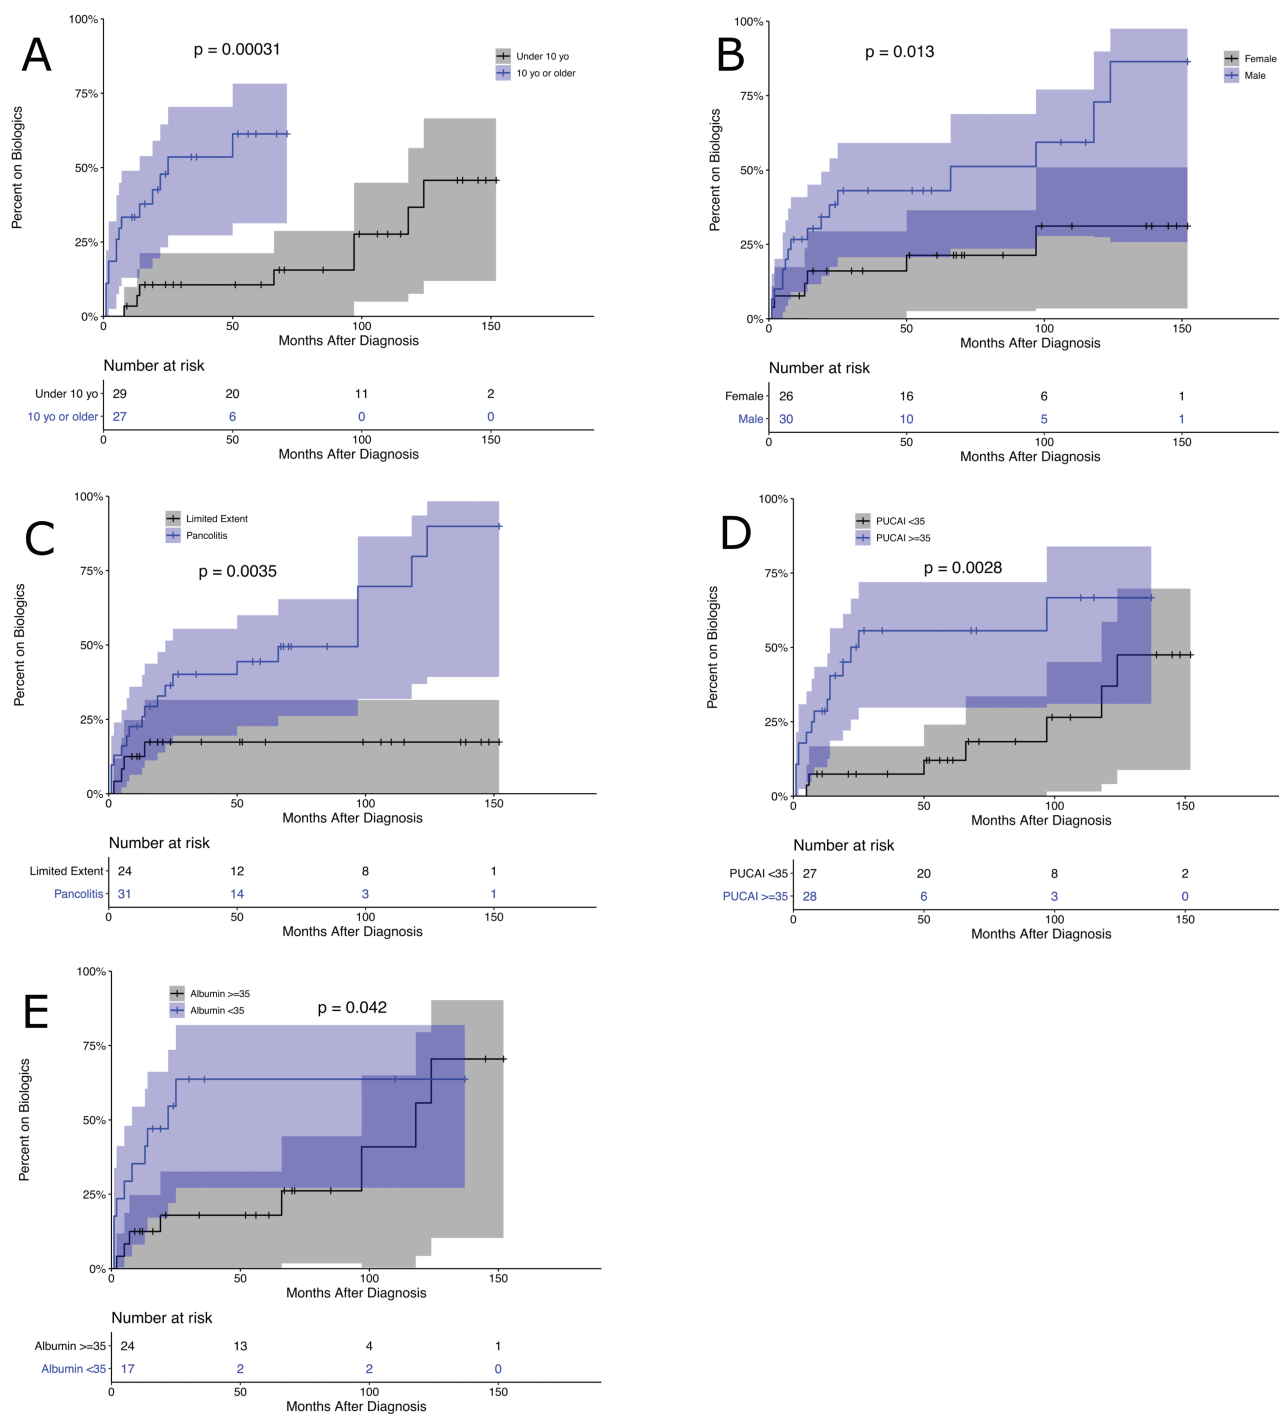 A
p = 0.00031
Under 10 yo
10 yo or older
Percent on Biologics
100%
75%
50%
25%
0%
0 50 100 150
Months After Diagnosis
Number at risk
Under 10 yo 29 20 11 2
10 yo or older 27 6 0 0
0 50 100 150
Months After Diagnosis
B
p = 0.013
Female
Male
Percent on Biologics
100%
75%
50%
25%
0%
0 50 100 150
Months After Diagnosis
Number at risk
Female 26 16 6 1
Male 30 10 5 1
0 50 100 150
Months After Diagnosis
C
Limited Extent
Pancolitis
p = 0.0035
Percent on Biologics
100%
75%
50%
25%
0%
0 50 100 150
Months After Diagnosis
Number at risk
Limited Extent 24 12 8 1
Pancolitis 31 14 3 1
0 50 100 150
Months After Diagnosis
D
PUCAI <35
PUCAI >=35
p = 0.0028
Percent on Biologics
100%
75%
50%
25%
0%
0 50 100 150
Months After Diagnosis
Number at risk
PUCAI <35 27 20 8 2
PUCAI >=35 28 6 3 0
0 50 100 150
Months After Diagnosis
E
Albumin >=35
Albumin <35
p = 0.042
Percent on Biologics
100%
75%
50%
25%
0%
0 50 100 150
Months After Diagnosis
Number at risk
Albumin >=35 24 13 4 1
Albumin <35 17 2 2 0
0 50 100 150
Months After Diagnosis